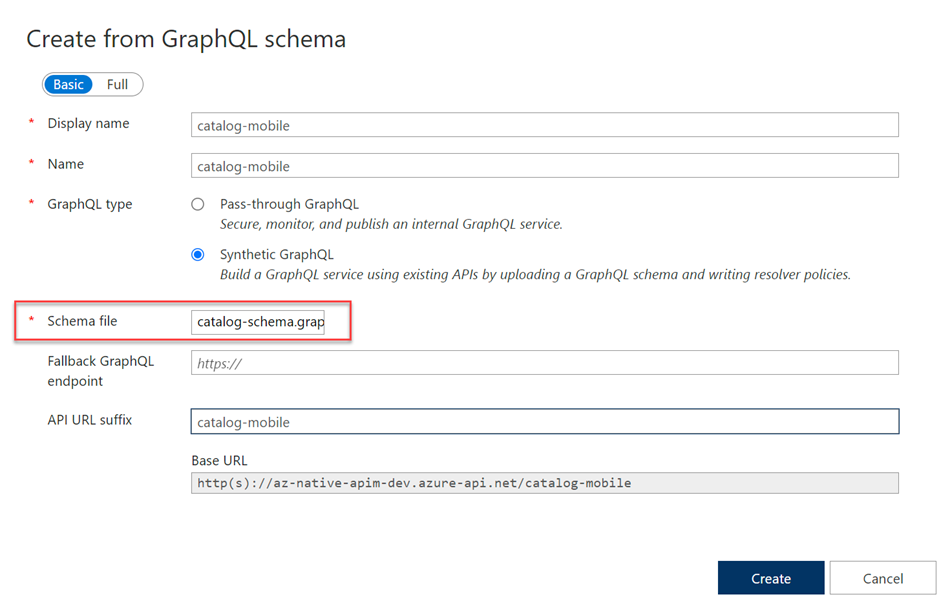 Create from GraphQL schema
Basic Full
* Display name catalog-mobile
* Name catalog-mobile
* GraphQL type Pass-through GraphQL
Secure, monitor, and publish an internal GraphQL service.
Synthetic GraphQL
Build a GraphQL service using existing APIs by uploading a GraphQL schema and writing resolver policies.
* Schema file catalog-schema.grap
Fallback GraphQL https://
endpoint
API URL suffix catalog-mobile
Base URL
http(s)://az-native-apim-dev.azure-api.net/catalog-mobile
Create Cancel